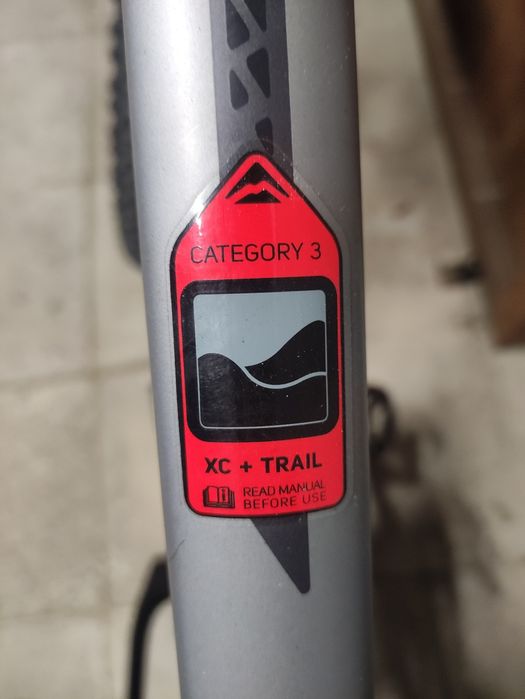 CATEGORY 3
XC + TRAIL
READ MANUAL
BEFORE USE